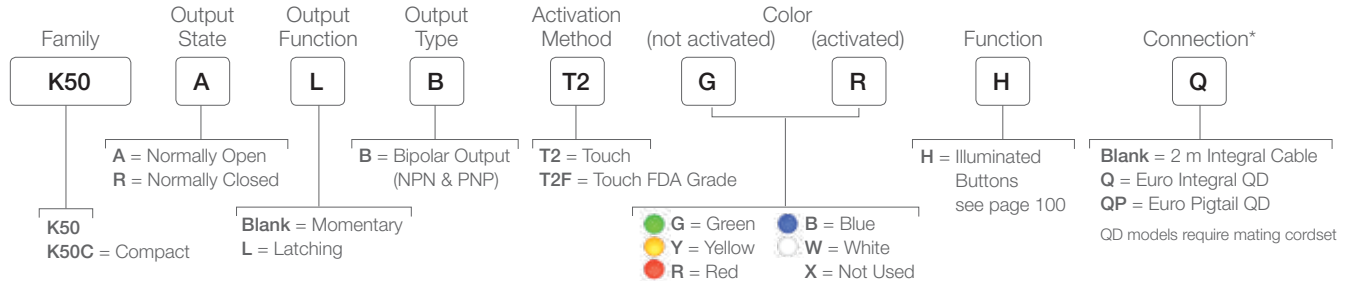 Family
Output State
Output Function
Output Type
Activation Method
Color
(not activated)
(activated)
Function
Connection*
K50
A
L
B
T2
G
R
H
Q
A = Normally Open
R = Normally Closed
B = Bipolar Output
(NPN & PNP)
T2 = Touch
T2F = Touch FDA Grade
H = Illuminated
Buttons
see page 100
Blank = 2 m Integral Cable
Q = Euro Integral QD
QP = Euro Pigtail QD
QD models require mating cordset
K50
K50C = Compact
Blank = Momentary
L = Latching
G = Green
Y = Yellow
R = Red
B = Blue
W = White
X = Not Used